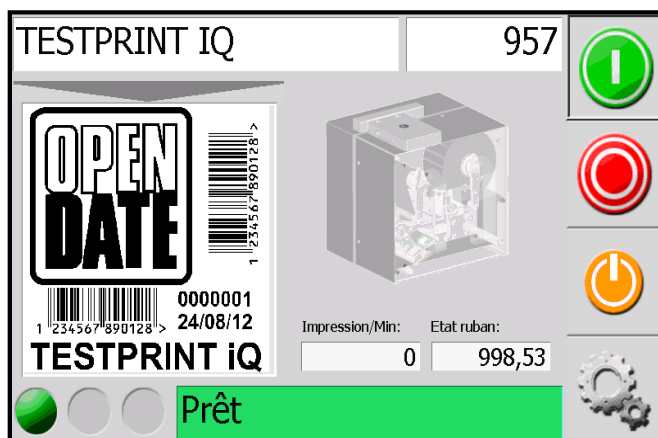 TESTPRINT IQ
957
OPEN
DATE
1 234567 890128 >
1 234567 890128 >
0000001
24/08/12
TESTPRINT iQ
Impression/Min:
Etat ruban:
0
998,53
Prêt